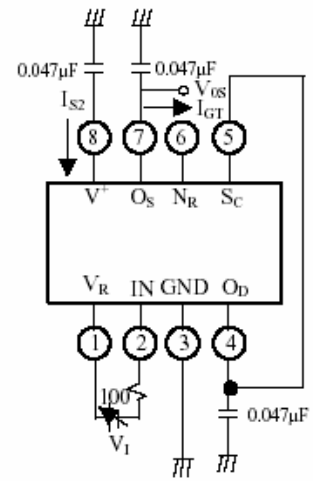 0.047μF
0.047μF
V0S
IS2
IGT
8
7
6
5
V+
OS
NR
SC
VR
IN
GND
OD
1
2
3
4
100
VI
0.047μF